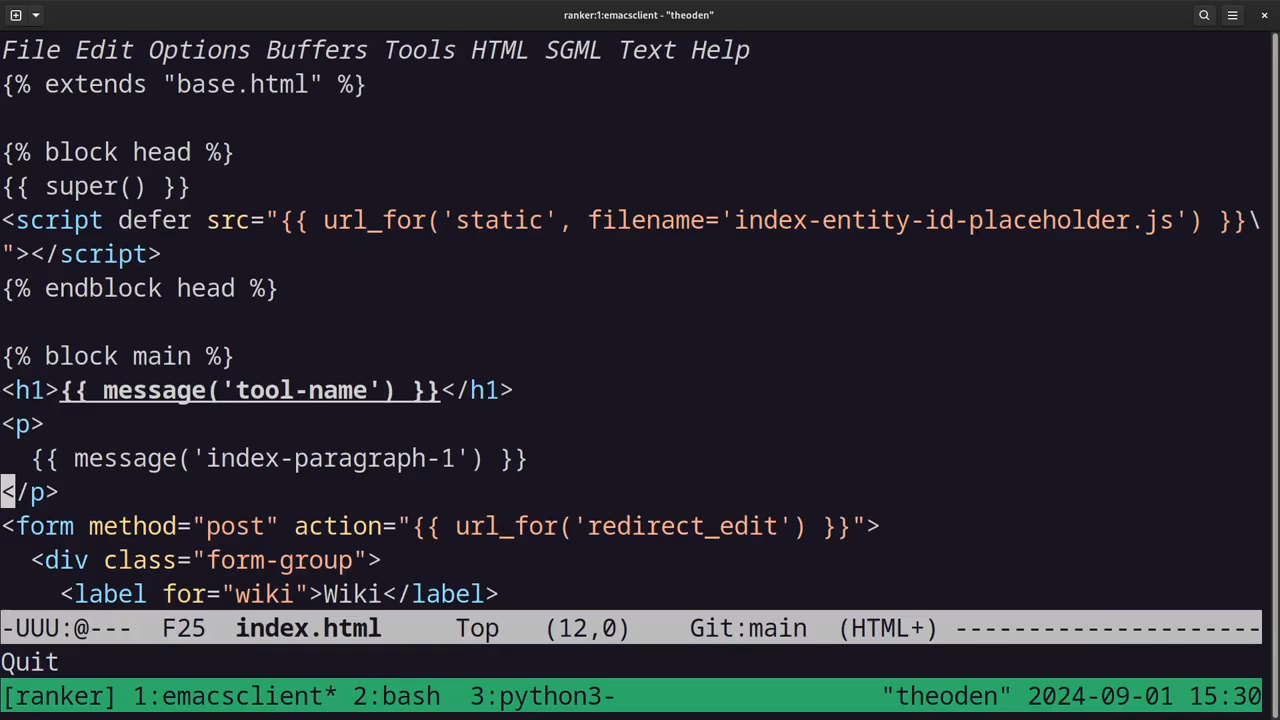 ranker:1:emacsclient - "theoden"
File Edit Options Buffers Tools HTML SGML Text Help
{% extends "base.html" %}
{% block head %}
{{ super() }}
<script defer src="{{ url_for('static', filename='index-entity-id-placeholder.js') }}\
"></script>
{% endblock head %}
{% block main %}
<h1>{{ message('tool-name') }}</h1>
<p>
  {{ message('index-paragraph-1') }}
</p>
<form method="post" action="{{ url_for('redirect_edit') }}">
  <div class="form-group">
    <label for="wiki">Wiki</label>
-UUU:@---  F25  index.html     Top   (12,0)    Git:main  (HTML+) ---------------------
Quit
[ranker] 1:emacsclient* 2:bash  3:python3-                  "theoden" 2024-09-01 15:30